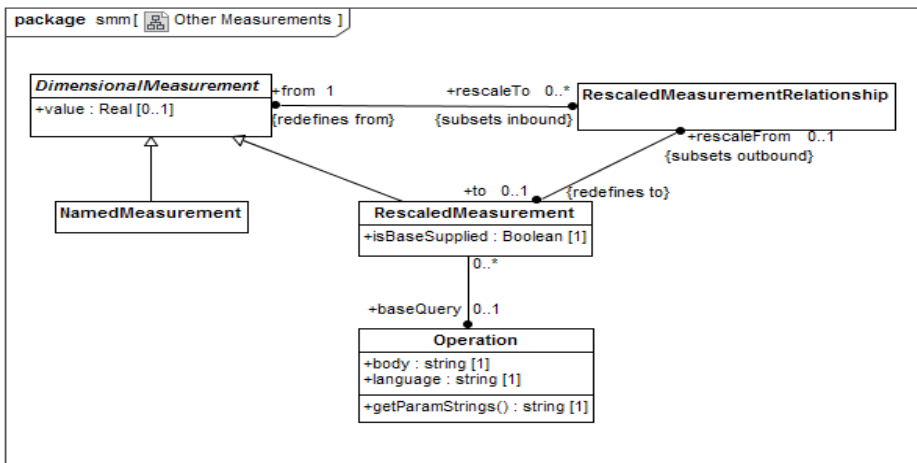 package smm[ Other Measurements ]
DimensionalMeasurement
+value : Real [0..1]
+from 1
{redefines from}
+rescaleTo 0..*
{subsets inbound}
RescaledMeasurementRelationship
+rescaleFrom 0..1
{subsets outbound}
+to 0..1
{redefines to}
NamedMeasurement
RescaledMeasurement
+isBaseSupplied : Boolean [1]
0..*
+baseQuery 0..1
Operation
+body : string [1]
+language : string [1]
+getParamStrings() : string [1]